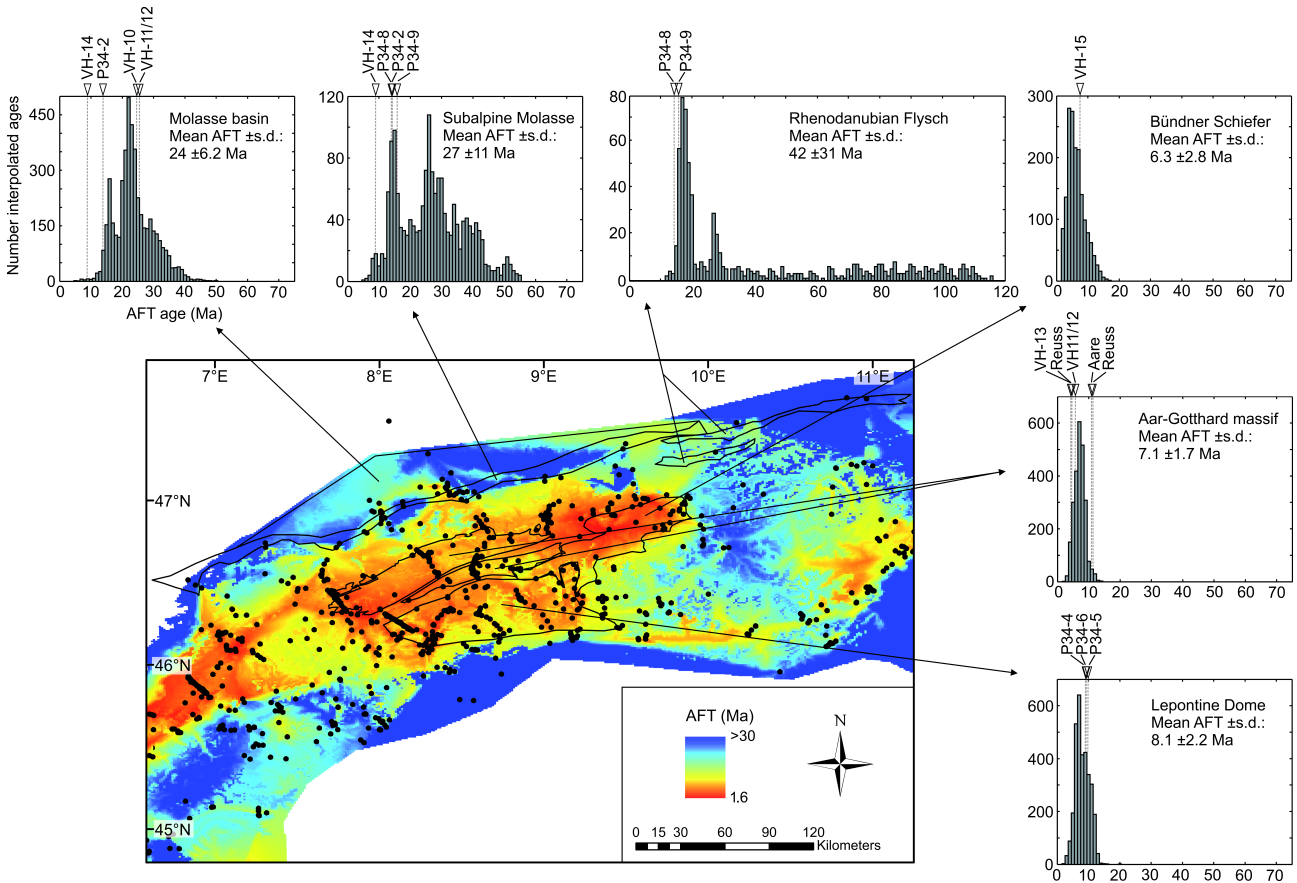 VH-14
P34-2
VH-10
VH-11/12
VH-14
P34-8
P34-2
P34-9
P34-8
P34-9
VH-15
Number interpolated ages
450
300
150
0
Molasse basin
Mean AFT ±s.d.:
24 ±6.2 Ma
0 10 20 30 40 50 60 70
AFT age (Ma)
120
80
40
0
Subalpine Molasse
Mean AFT ±s.d.:
27 ±11 Ma
0 10 20 30 40 50 60 70
80
60
40
20
0
Rhenodanubian Flysch
Mean AFT ±s.d.:
42 ±31 Ma
0 20 40 60 80 100 120
300
200
100
0
Bündner Schiefer
Mean AFT ±s.d.:
6.3 ±2.8 Ma
0 10 20 30 40 50 60 70
VH-13
Reuss
VH11/12
Aare
Reuss
600
400
200
0
Aar-Gotthard massif
Mean AFT ±s.d.:
7.1 ±1.7 Ma
0 10 20 30 40 50 60 70
P34-4
P34-6
P34-5
600
400
200
0
Lepontine Dome
Mean AFT ±s.d.:
8.1 ±2.2 Ma
0 10 20 30 40 50 60 70
7°E 8°E 9°E 10°E 11°E
47°N
46°N
45°N
AFT (Ma)
>30
1.6
N
0 15 30 60 90 120
Kilometers